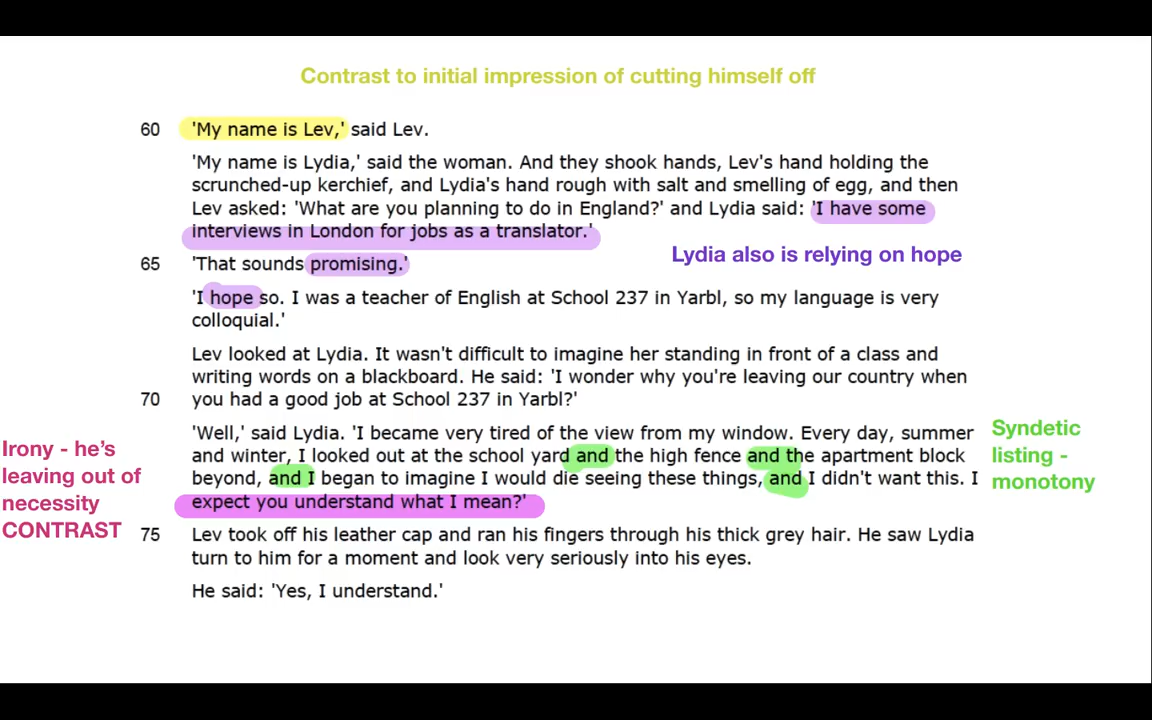 Contrast to initial impression of cutting himself off
60 'My name is Lev,' said Lev.
'My name is Lydia,' said the woman. And they shook hands, Lev's hand holding the
scrunched-up kerchief, and Lydia's hand rough with salt and smelling of egg, and then
Lev asked: 'What are you planning to do in England?' and Lydia said: 'I have some
interviews in London for jobs as a translator.'
Lydia also is relying on hope
65 'That sounds promising.'
'I hope so. I was a teacher of English at School 237 in Yarbl, so my language is very
colloquial.'
Lev looked at Lydia. It wasn't difficult to imagine her standing in front of a class and
writing words on a blackboard. He said: 'I wonder why you're leaving our country when
70 you had a good job at School 237 in Yarbl?'
'Well,' said Lydia. 'I became very tired of the view from my window. Every day, summer
and winter, I looked out at the school yard and the high fence and the apartment block
beyond, and I began to imagine I would die seeing these things, and I didn't want this. I
expect you understand what I mean?'
Irony - he's
leaving out of
necessity
CONTRAST
Syndetic
listing -
monotony
75 Lev took off his leather cap and ran his fingers through his thick grey hair. He saw Lydia
turn to him for a moment and look very seriously into his eyes.
He said: 'Yes, I understand.'